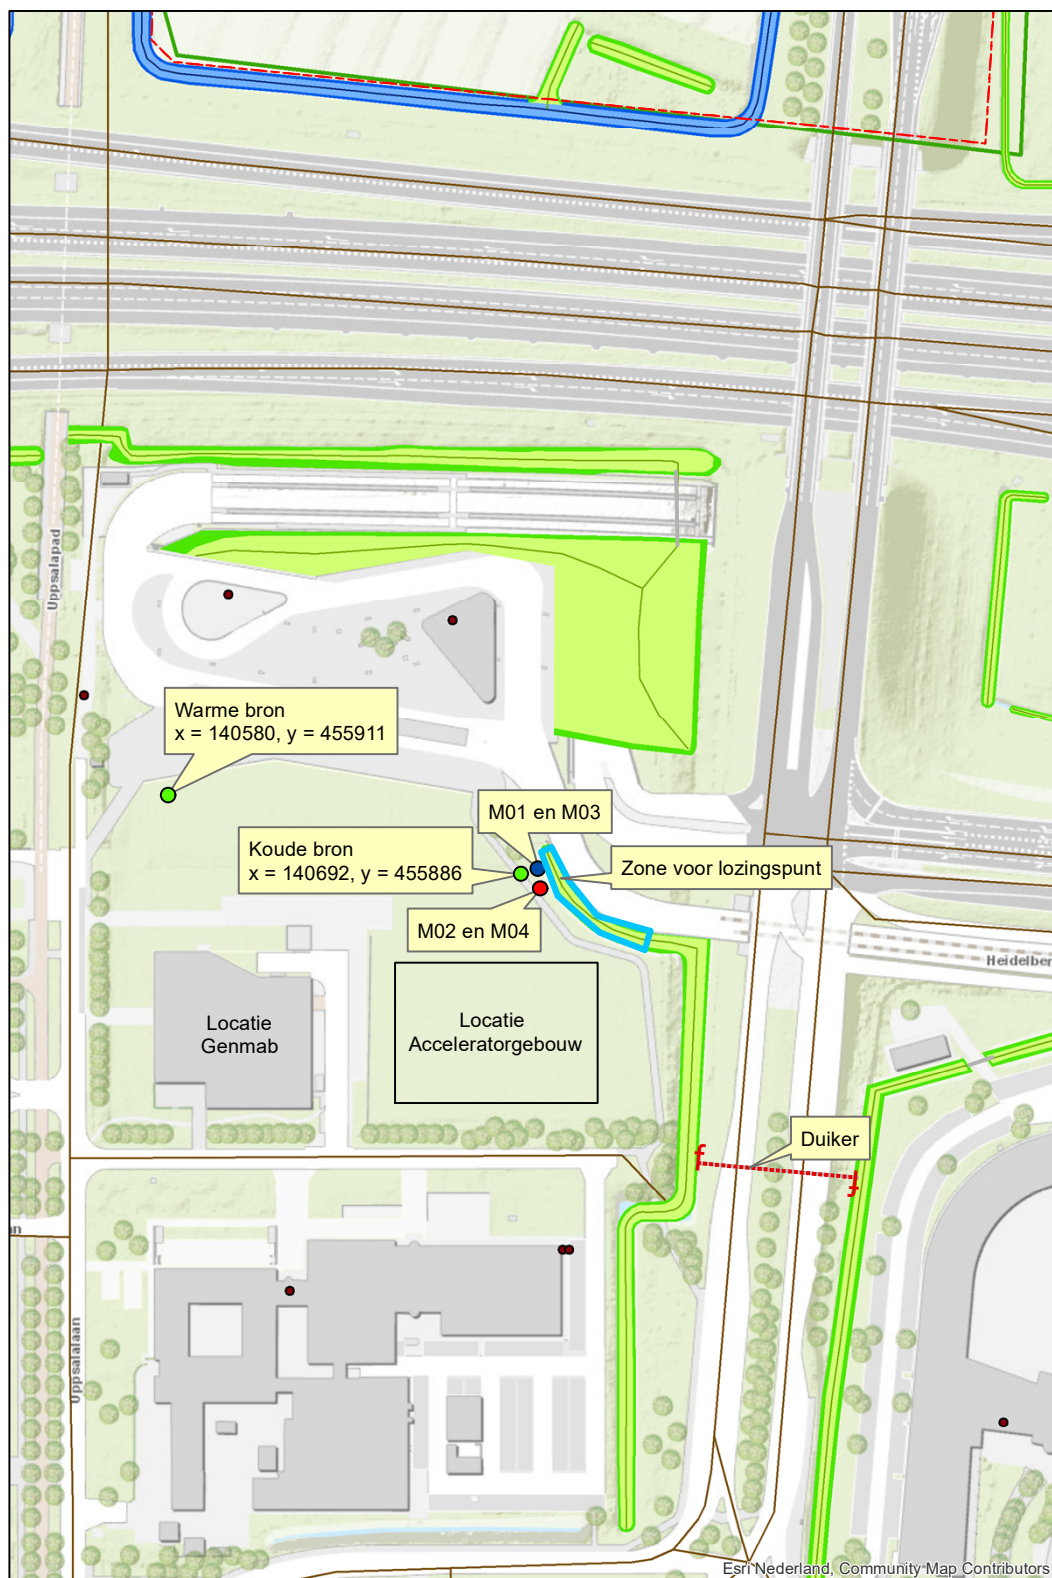 Uppsalapad
Warme bron
x = 140580, y = 455911
M01 en M03
Koude bron
x = 140692, y = 455886
Zone voor lozingspunt
M02 en M04
Heidelber
Locatie
Genmab
Locatie
Acceleratorgebouw
Duiker
an
Uppsalalaan
Esri Nederland, Community Map Contributors